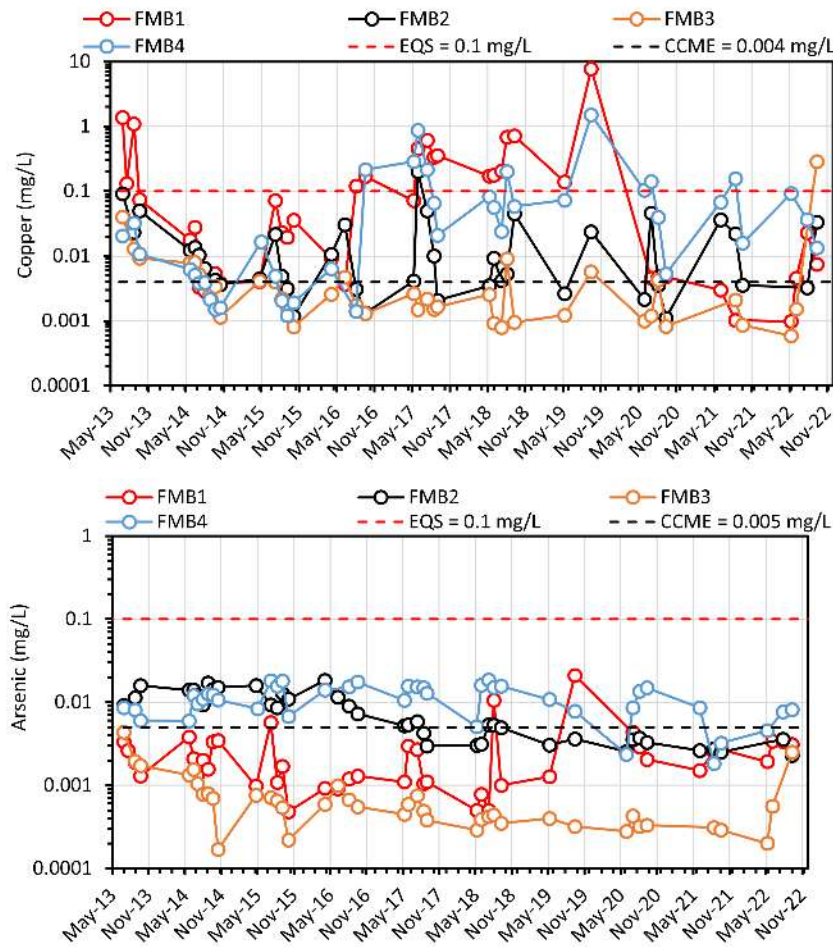 FMB1 FMB2 FMB3
FMB4 EQS = 0.1 mg/L CCME = 0.004 mg/L
10
1
0.1
0.01
0.001
0.0001
Copper (mg/L)
May-13 Nov-13 May-14 Nov-14 May-15 Nov-15 May-16 Nov-16 May-17 Nov-17 May-18 Nov-18 May-19 Nov-19 May-20 Nov-20 May-21 Nov-21 May-22 Nov-22
FMB1 FMB2 FMB3
FMB4 EQS = 0.1 mg/L CCME = 0.005 mg/L
1
0.1
0.01
0.001
0.0001
Arsenic (mg/L)
May-13 Nov-13 May-14 Nov-14 May-15 Nov-15 May-16 Nov-16 May-17 Nov-17 May-18 Nov-18 May-19 Nov-19 May-20 Nov-20 May-21 Nov-21 May-22 Nov-22